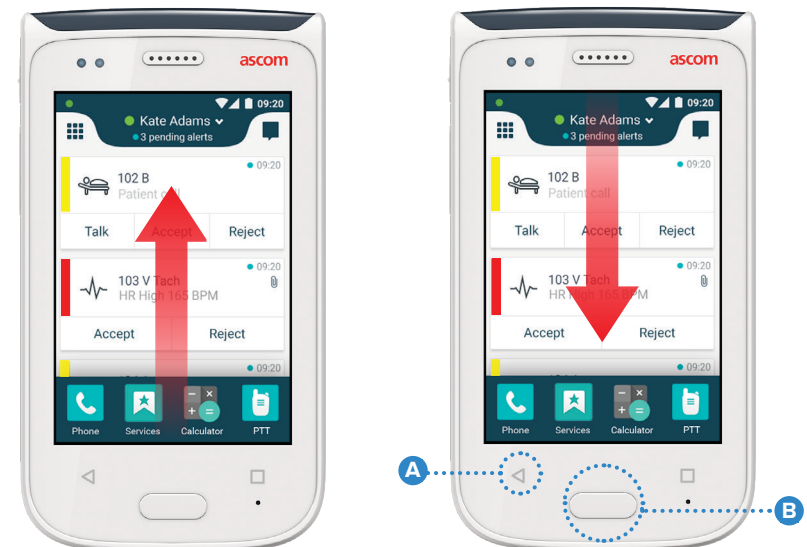 ascom
09:20
Kate Adams
3 pending alerts
09:20
102 B
Patient call
Talk Accept Reject
09:20
103 V Tach
HR High 165 BPM
Accept Reject
09:20
Phone Services Calculator PTT
ascom
09:20
Kate Adams
3 pending alerts
09:20
102 B
Patient call
Talk Accept Reject
09:20
103 V Tach
HR High 165 BPM
Accept Reject
09:20
Phone Services Calculator PTT
A
B